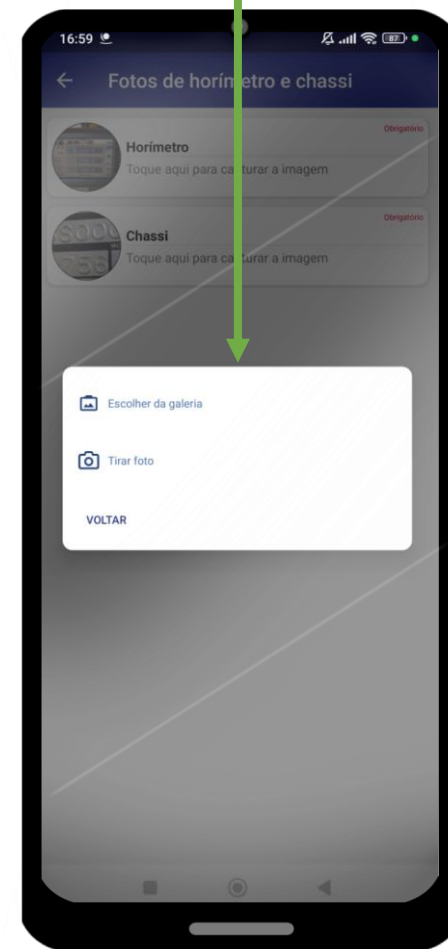 16:59
87
Fotos de horímetro e chassi
Obrigatório
Horímetro
Toque aqui para capturar a imagem
Obrigatório
Chassi
Toque aqui para capturar a imagem
Escolher da galeria
Tirar foto
VOLTAR